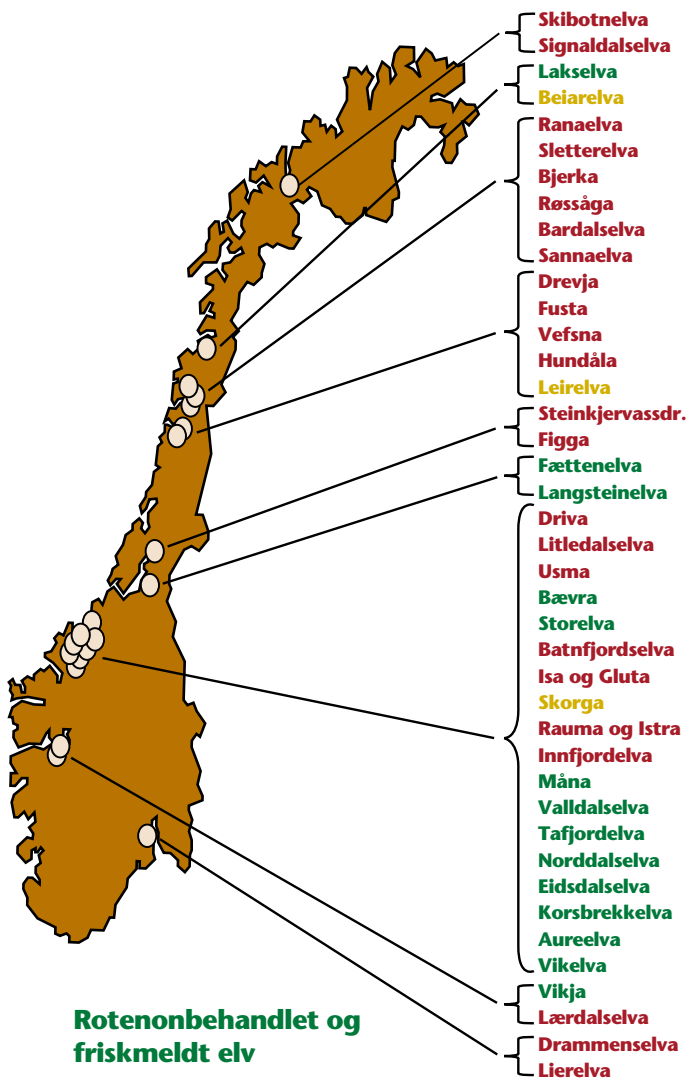 Skibotnelva
Signaldalselva
Lakselva
Beiarelva
Ranaelva
Sletterelva
Bjerka
Røssåga
Bardalselva
Sannaelva
Drevja
Fusta
Vefsna
Hundåla
Leirelva
Steinkjervassdr.
Figga
Fættenelva
Langsteinelva
Driva
Litledalselva
Usma
Bævra
Storelva
Batnfjordselva
Isa og Gluta
Skorga
Rauma og Istra
Innfjordelva
Måna
Valldalselva
Tafjordelva
Norddalselva
Eidsdalselva
Korsbrekkelva
Aureelva
Vikelva
Vikja
Lærdalselva
Drammenselva
Lierelva
Rotenonbehandlet og
friskmeldt elv